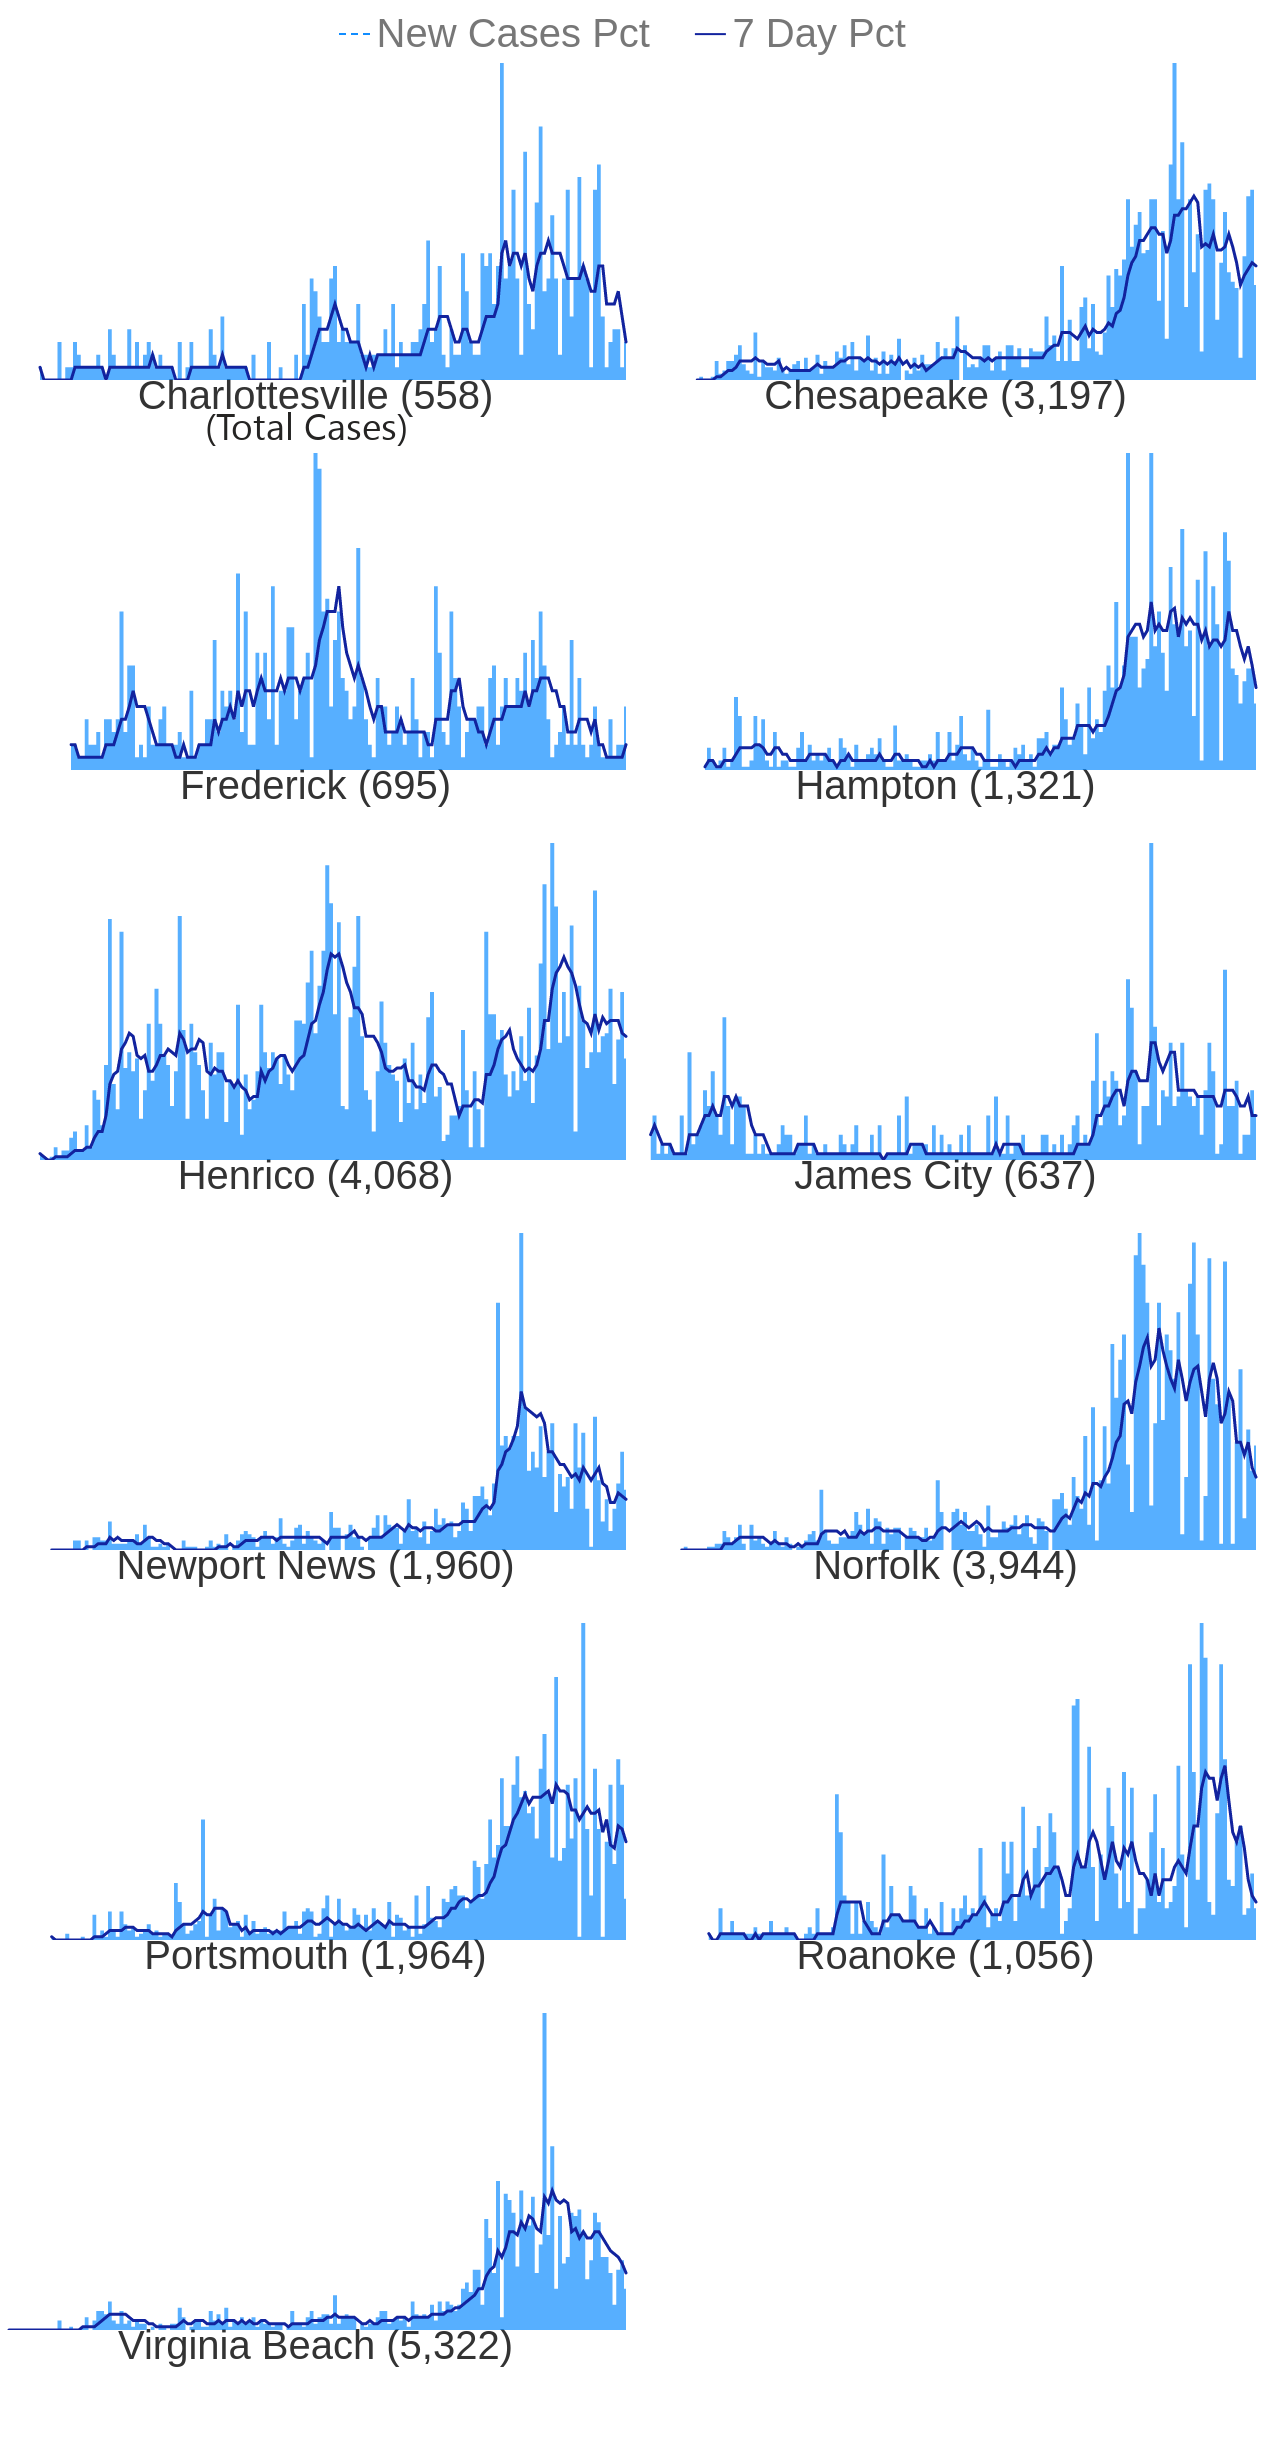 New Cases Pct 7 Day Pct
Charlottesville (558) Chesapeake (3,197)
(Total Cases)
Frederick (695) Hampton (1,321)
Henrico (4,068) James City (637)
Newport News (1,960) Norfolk (3,944)
Portsmouth (1,964) Roanoke (1,056)
Virginia Beach (5,322)